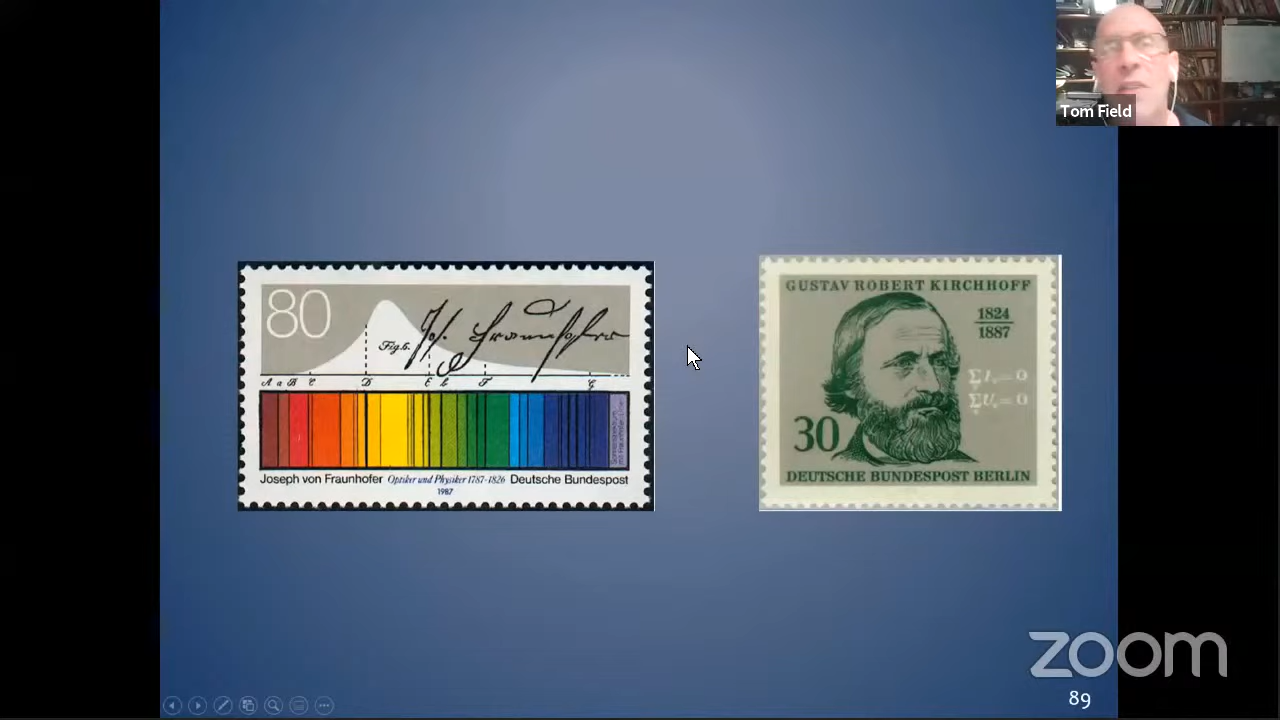 Tom Field
80
Fig. 6.
A a B C D E b F G
Joseph von Fraunhofer Optiker und Physiker 1787-1826 Deutsche Bundespost
1987
GUSTAV ROBERT KIRCHHOFF
1824
1887
30
DEUTSCHE BUNDESPOST BERLIN
zoom
89